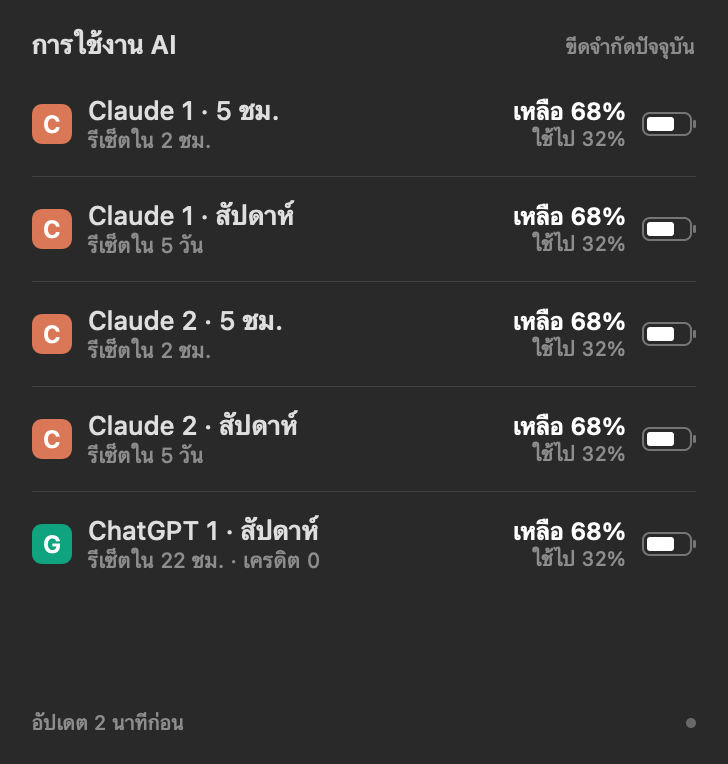 การใช้งาน AI
ขีดจำกัดปัจจุบัน
C
Claude 1 · 5 ชม.
รีเซ็ตใน 2 ชม.
เหลือ 68%
ใช้ไป 32%
C
Claude 1 · สัปดาห์
รีเซ็ตใน 5 วัน
เหลือ 68%
ใช้ไป 32%
C
Claude 2 · 5 ชม.
รีเซ็ตใน 2 ชม.
เหลือ 68%
ใช้ไป 32%
C
Claude 2 · สัปดาห์
รีเซ็ตใน 5 วัน
เหลือ 68%
ใช้ไป 32%
G
ChatGPT 1 · สัปดาห์
รีเซ็ตใน 22 ชม. · เครดิต 0
เหลือ 68%
ใช้ไป 32%
อัปเดต 2 นาทีก่อน